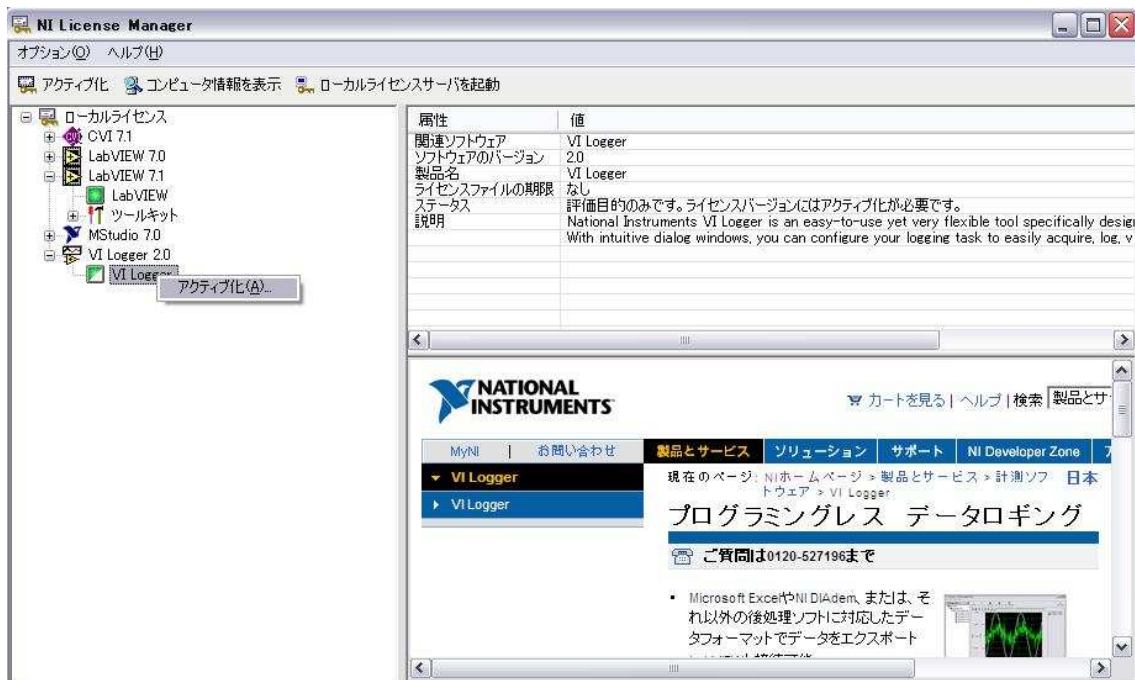 NI License Manager
オプション(O) ヘルプ(H)
アクティブ化 コンピュータ情報を表示 ローカルライセンスサーバを起動
ローカルライセンス
CVI 7.1
LabVIEW 7.0
LabVIEW 7.1
LabVIEW
ツールキット
MStudio 7.0
VI Logger 2.0
VI Logger
アクティブ化(A)...
属性 値
関連ソフトウェア VI Logger
ソフトウェアのバージョン 2.0
製品名 VI Logger
ライセンスファイルの期限 なし
ステータス 評価目的のみです。ライセンスバージョンにはアクティブ化が必要です。
説明 National Instruments VI Logger is an easy-to-use yet very flexible tool specifically
With intuitive dialog windows, you can configure your logging task to easily acquire, log,
NATIONAL
INSTRUMENTS
カートを見る | ヘルプ | 検索 製品とサ
MyNI | お問い合わせ 製品とサービス ソリューション サポート NI Developer Zone
VI Logger
VI Logger
現在のページ: NIホームページ > 製品とサービス > 計測ソフ 日本
トウェア > VI Logger
プログラミングレス データロギング
ご質問は0120-527196まで
• Microsoft ExcelやNI DIAdem、または、そ
れ以外の後処理ソフトに対応したデー
タフォーマットでデータをエクスポート